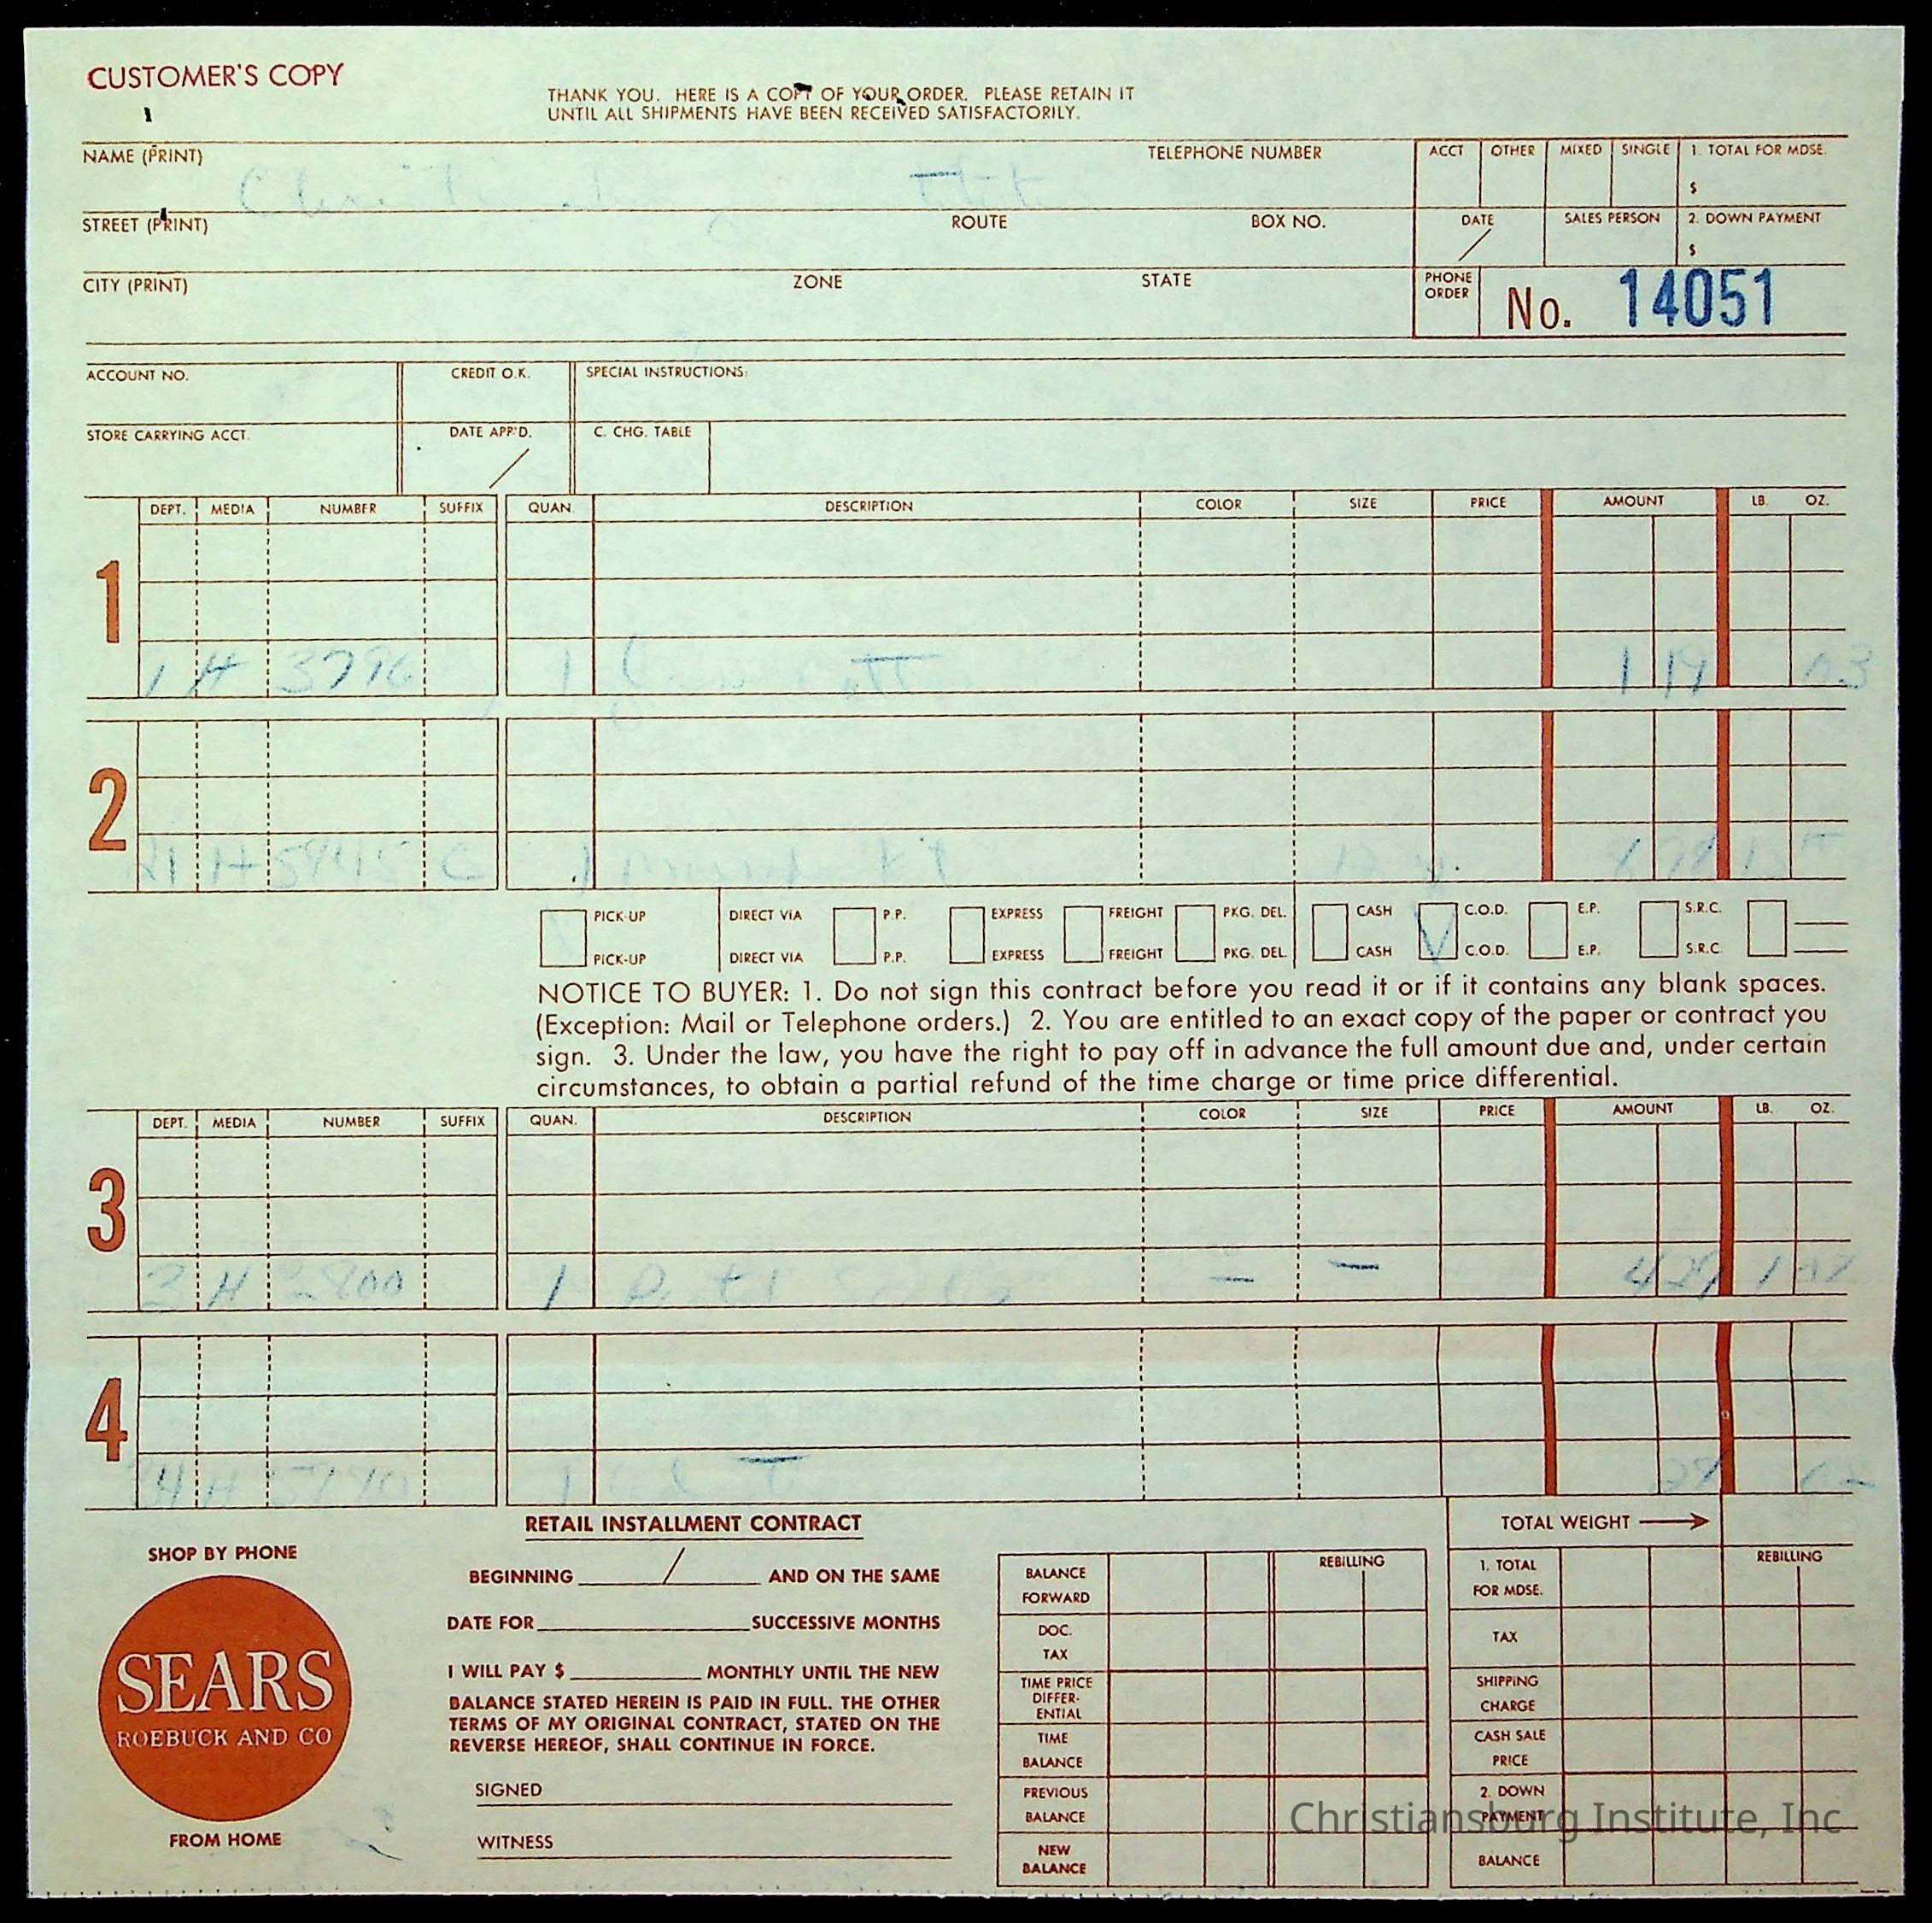 CUSTOMER'S COPY
THANK YOU. HERE IS A COPY OF YOUR ORDER. PLEASE RETAIN IT
UNTIL ALL SHIPMENTS HAVE BEEN RECEIVED SATISFACTORILY.
NAME (PRINT) TELEPHONE NUMBER ACCT OTHER MIXED SINGLE 1. TOTAL FOR MDSE.
$
STREET (PRINT) ROUTE BOX NO. DATE SALES PERSON 2. DOWN PAYMENT
/ $
CITY (PRINT) ZONE STATE PHONE ORDER No. 14051
ACCOUNT NO. CREDIT O.K. SPECIAL INSTRUCTIONS:
STORE CARRYING ACCT. DATE APP'D. C. CHG. TABLE
/
DEPT. MEDIA NUMBER SUFFIX QUAN. DESCRIPTION COLOR SIZE PRICE AMOUNT LB. OZ.
1
1 H 3796 1 1 19 03
2
H C 1
PICK-UP DIRECT VIA P.P. EXPRESS FREIGHT PKG. DEL. CASH C.O.D. E.P. S.R.C.
PICK-UP DIRECT VIA P.P. EXPRESS FREIGHT PKG. DEL. CASH C.O.D. E.P. S.R.C.
NOTICE TO BUYER: 1. Do not sign this contract before you read it or if it contains any blank spaces.
(Exception: Mail or Telephone orders.) 2. You are entitled to an exact copy of the paper or contract you
sign. 3. Under the law, you have the right to pay off in advance the full amount due and, under certain
circumstances, to obtain a partial refund of the time charge or time price differential.
DEPT. MEDIA NUMBER SUFFIX QUAN. DESCRIPTION COLOR SIZE PRICE AMOUNT LB. OZ.
3
3 H 1 — — 4 1
4
H 1
RETAIL INSTALLMENT CONTRACT
TOTAL WEIGHT →
SHOP BY PHONE
SEARS
ROEBUCK AND CO
FROM HOME
BEGINNING / AND ON THE SAME
DATE FOR SUCCESSIVE MONTHS
I WILL PAY $ MONTHLY UNTIL THE NEW
BALANCE STATED HEREIN IS PAID IN FULL. THE OTHER
TERMS OF MY ORIGINAL CONTRACT, STATED ON THE
REVERSE HEREOF, SHALL CONTINUE IN FORCE.
SIGNED
WITNESS
BALANCE FORWARD REBILLING
DOC. TAX
TIME PRICE DIFFER-
ENTIAL
TIME BALANCE
PREVIOUS BALANCE
NEW BALANCE
1. TOTAL FOR MDSE. REBILLING
TAX
SHIPPING CHARGE
CASH SALE PRICE
2. DOWN PAYMENT
BALANCE
Christiansburg Institute, Inc